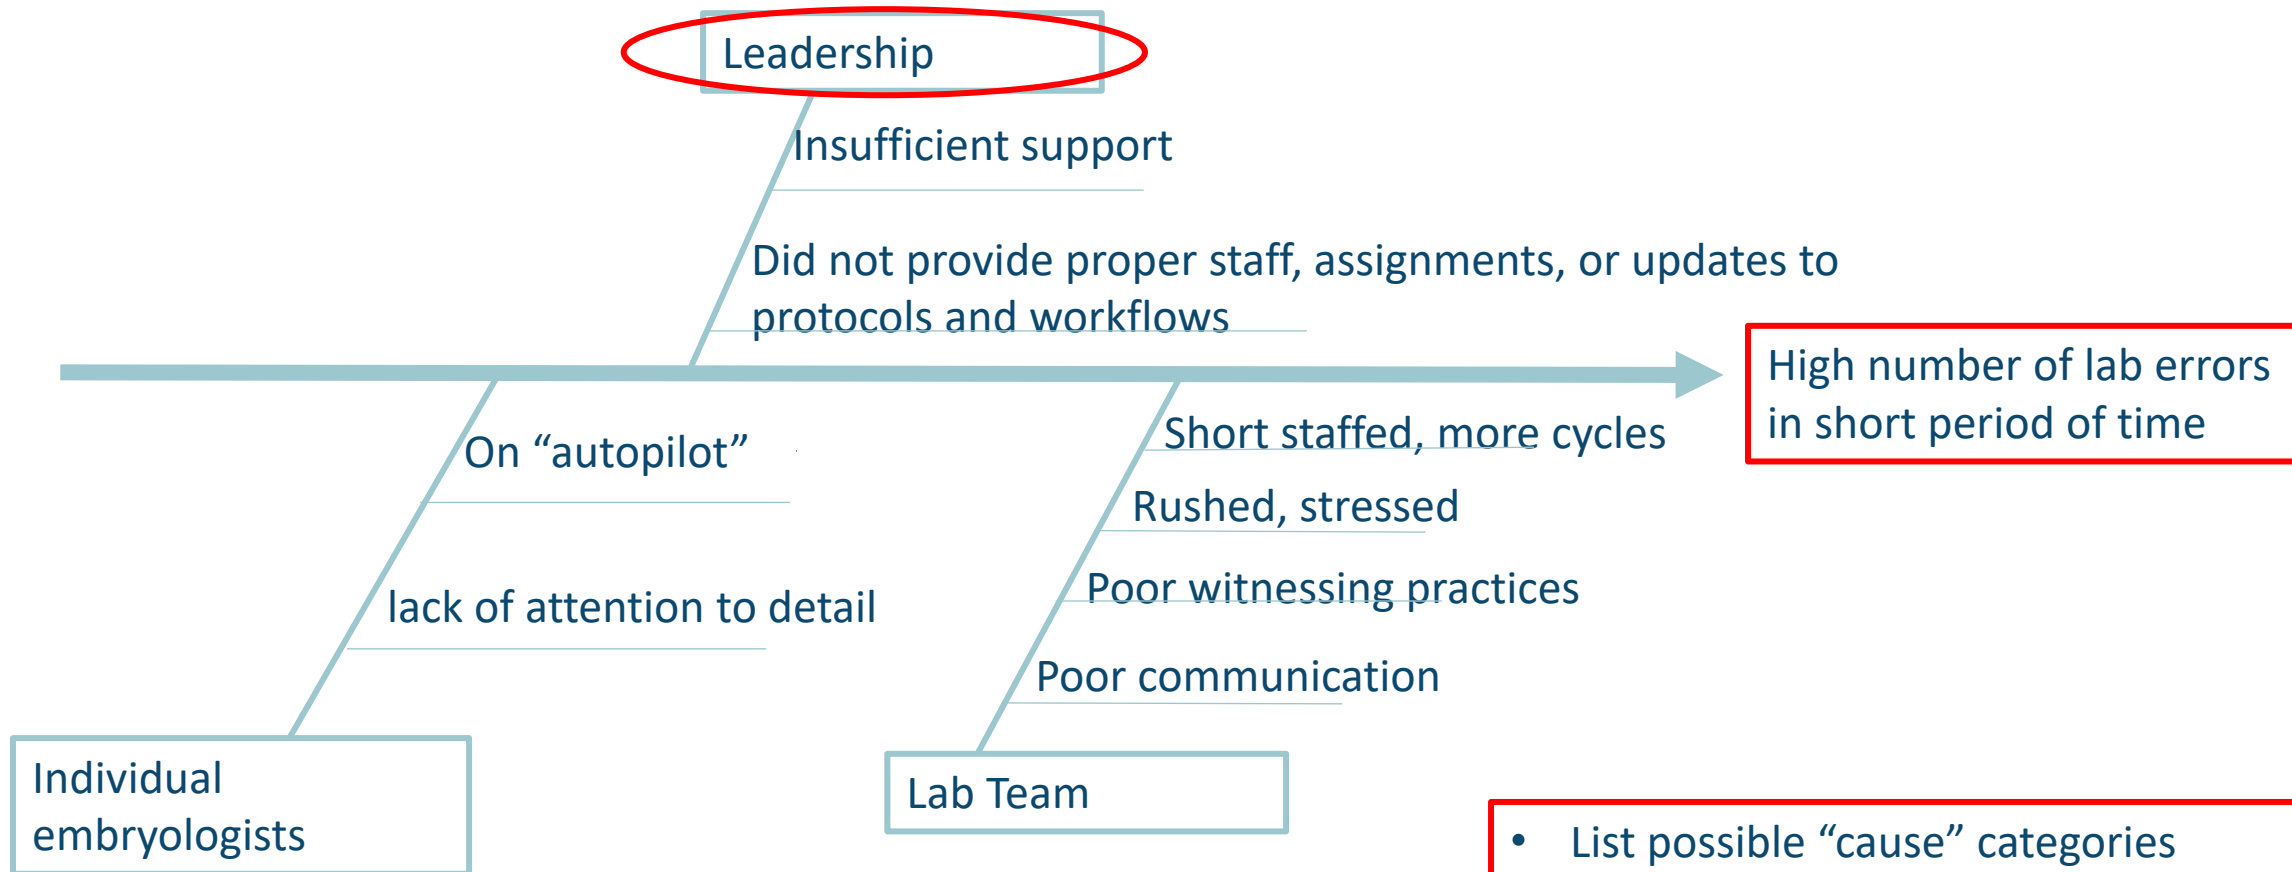 Leadership
Insufficient support
Did not provide proper staff, assignments, or updates to
protocols and workflows
High number of lab errors
in short period of time
On “autopilot”
lack of attention to detail
Short staffed, more cycles
Rushed, stressed
Poor witnessing practices
Poor communication
Individual
embryologists
Lab Team
• List possible “cause” categories